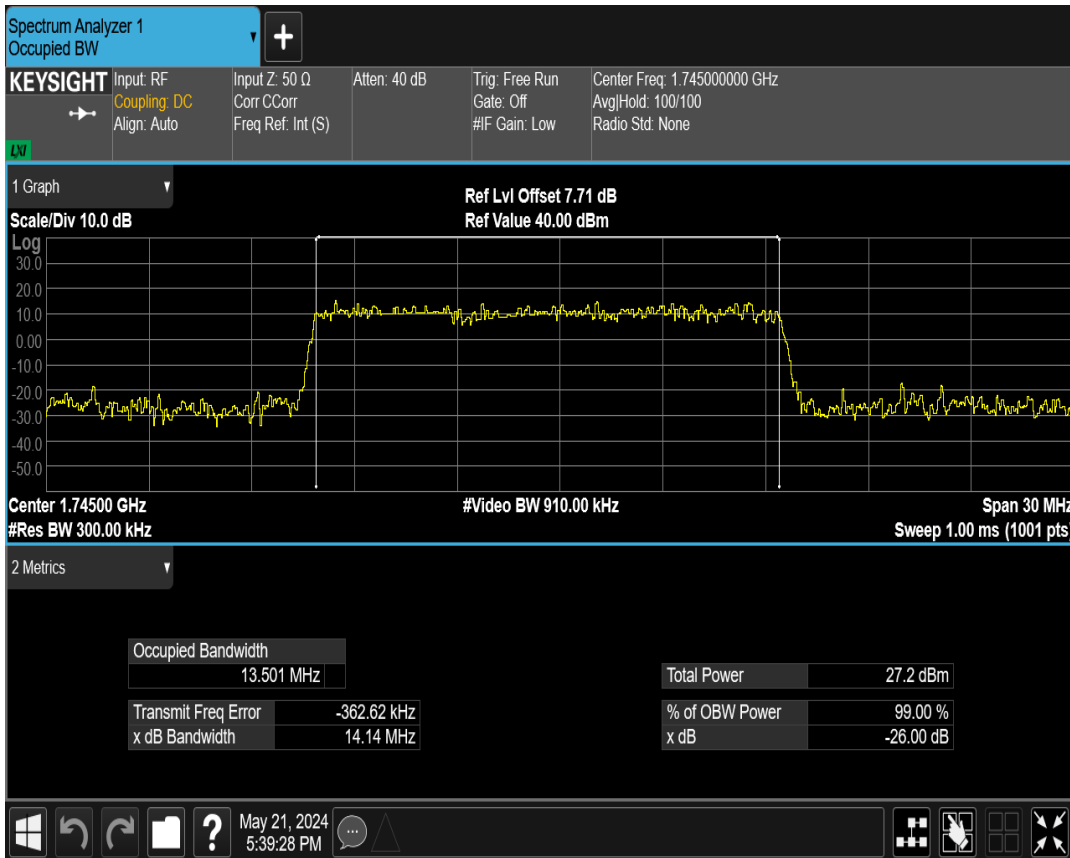 Spectrum Analyzer 1
Occupied BW
KEYSIGHT
LXI
Input: RF
Coupling: DC
Align: Auto
Input Z: 50 Ω
Corr CCorr
Freq Ref: Int (S)
Atten: 40 dB
Trig: Free Run
Gate: Off
#IF Gain: Low
Center Freq: 1.745000000 GHz
Avg|Hold: 100/100
Radio Std: None
1 Graph
Scale/Div 10.0 dB
Ref Lvl Offset 7.71 dB
Ref Value 40.00 dBm
Log
30.0
20.0
10.0
0.00
-10.0
-20.0
-30.0
-40.0
-50.0
Center 1.74500 GHz
#Video BW 910.00 kHz
Span 30 MHz
#Res BW 300.00 kHz
Sweep 1.00 ms (1001 pts)
2 Metrics
Occupied Bandwidth
13.501 MHz
Total Power 27.2 dBm
Transmit Freq Error -362.62 kHz
% of OBW Power 99.00 %
x dB Bandwidth 14.14 MHz
x dB -26.00 dB
May 21, 2024
5:39:28 PM